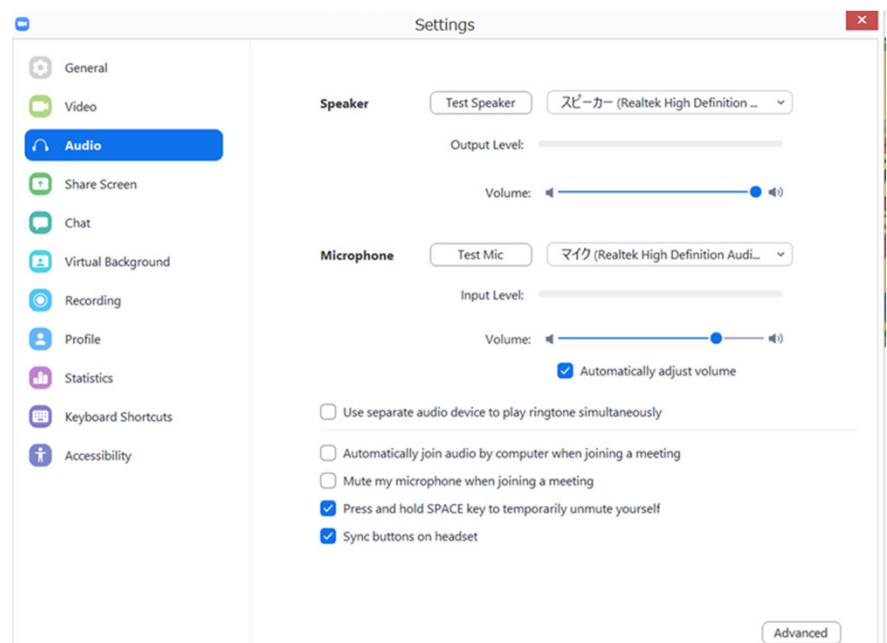 Settings
General
Video
Audio
Share Screen
Chat
Virtual Background
Recording
Profile
Statistics
Keyboard Shortcuts
Accessibility
Speaker
Test Speaker
スピーカー (Realtek High Definition ...
Output Level:
Volume:
Microphone
Test Mic
マイク (Realtek High Definition Audi...
Input Level:
Volume:
Automatically adjust volume
Use separate audio device to play ringtone simultaneously
Automatically join audio by computer when joining a meeting
Mute my microphone when joining a meeting
Press and hold SPACE key to temporarily unmute yourself
Sync buttons on headset
Advanced